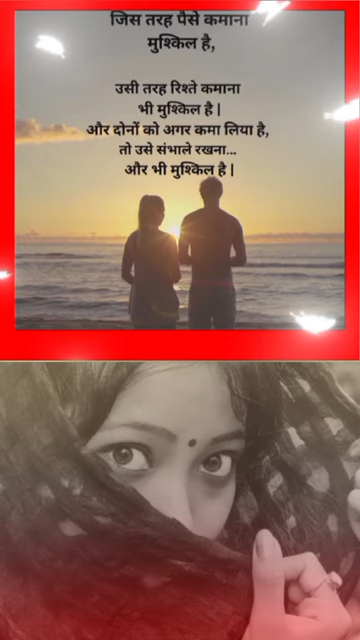 जिस तरह पैसे कमाना
मुश्किल है,
उसी तरह रिश्ते कमाना
भी मुश्किल है |
और दोनों को अगर कमा लिया है,
तो उसे संभाले रखना...
और भी मुश्किल है |